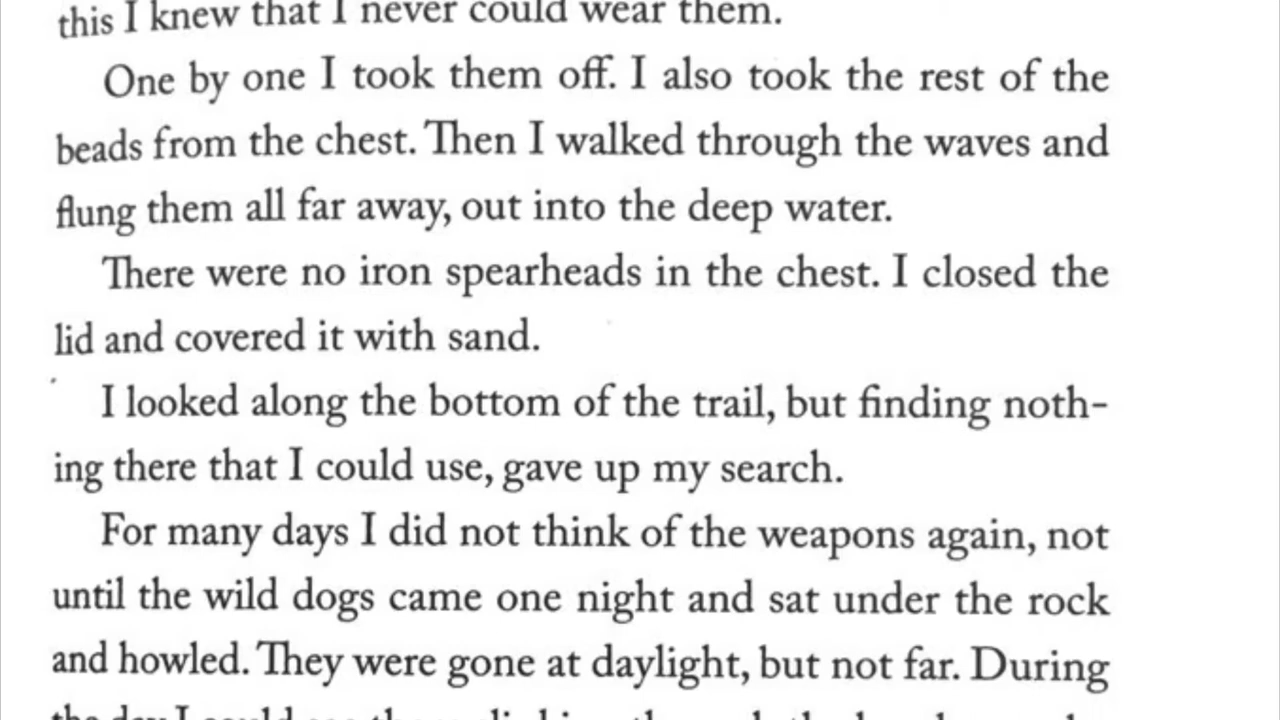 this I knew that I never could wear them.
One by one I took them off. I also took the rest of the
beads from the chest. Then I walked through the waves and
flung them all far away, out into the deep water.
There were no iron spearheads in the chest. I closed the
lid and covered it with sand.
I looked along the bottom of the trail, but finding noth-
ing there that I could use, gave up my search.
For many days I did not think of the weapons again, not
until the wild dogs came one night and sat under the rock
and howled. They were gone at daylight, but not far. During
the day I could see them